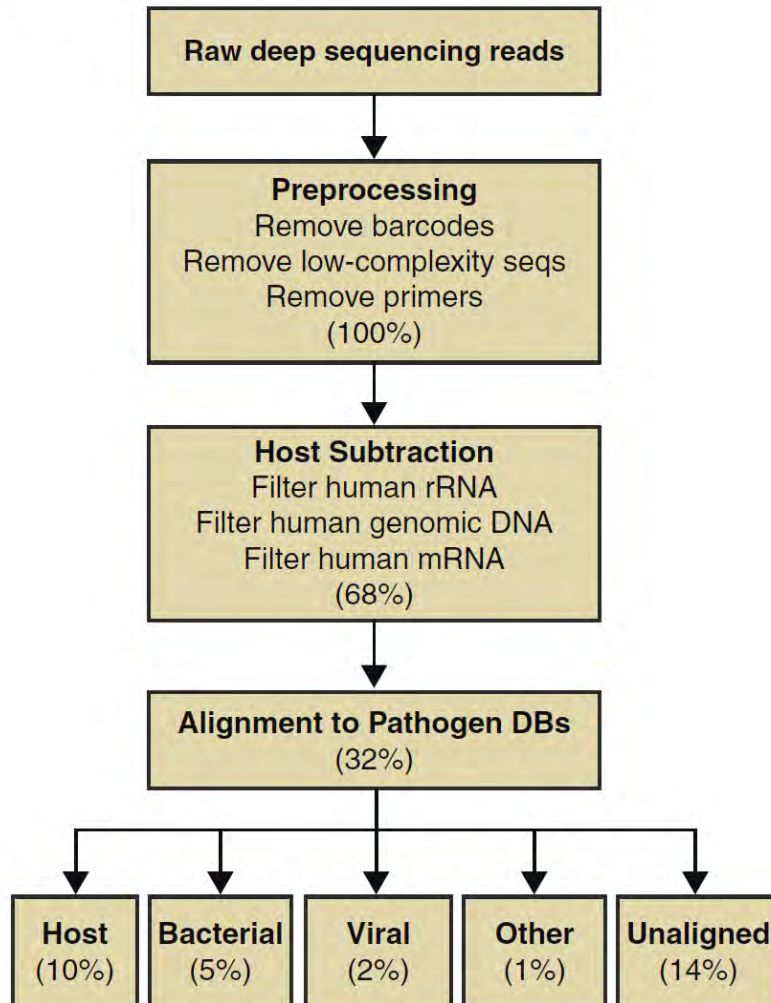 Raw deep sequencing reads
Preprocessing
Remove barcodes
Remove low-complexity seqs
Remove primers
(100%)
Host Subtraction
Filter human rRNA
Filter human genomic DNA
Filter human mRNA
(68%)
Alignment to Pathogen DBs
(32%)
Host
(10%)
Bacterial
(5%)
Viral
(2%)
Other
(1%)
Unaligned
(14%)